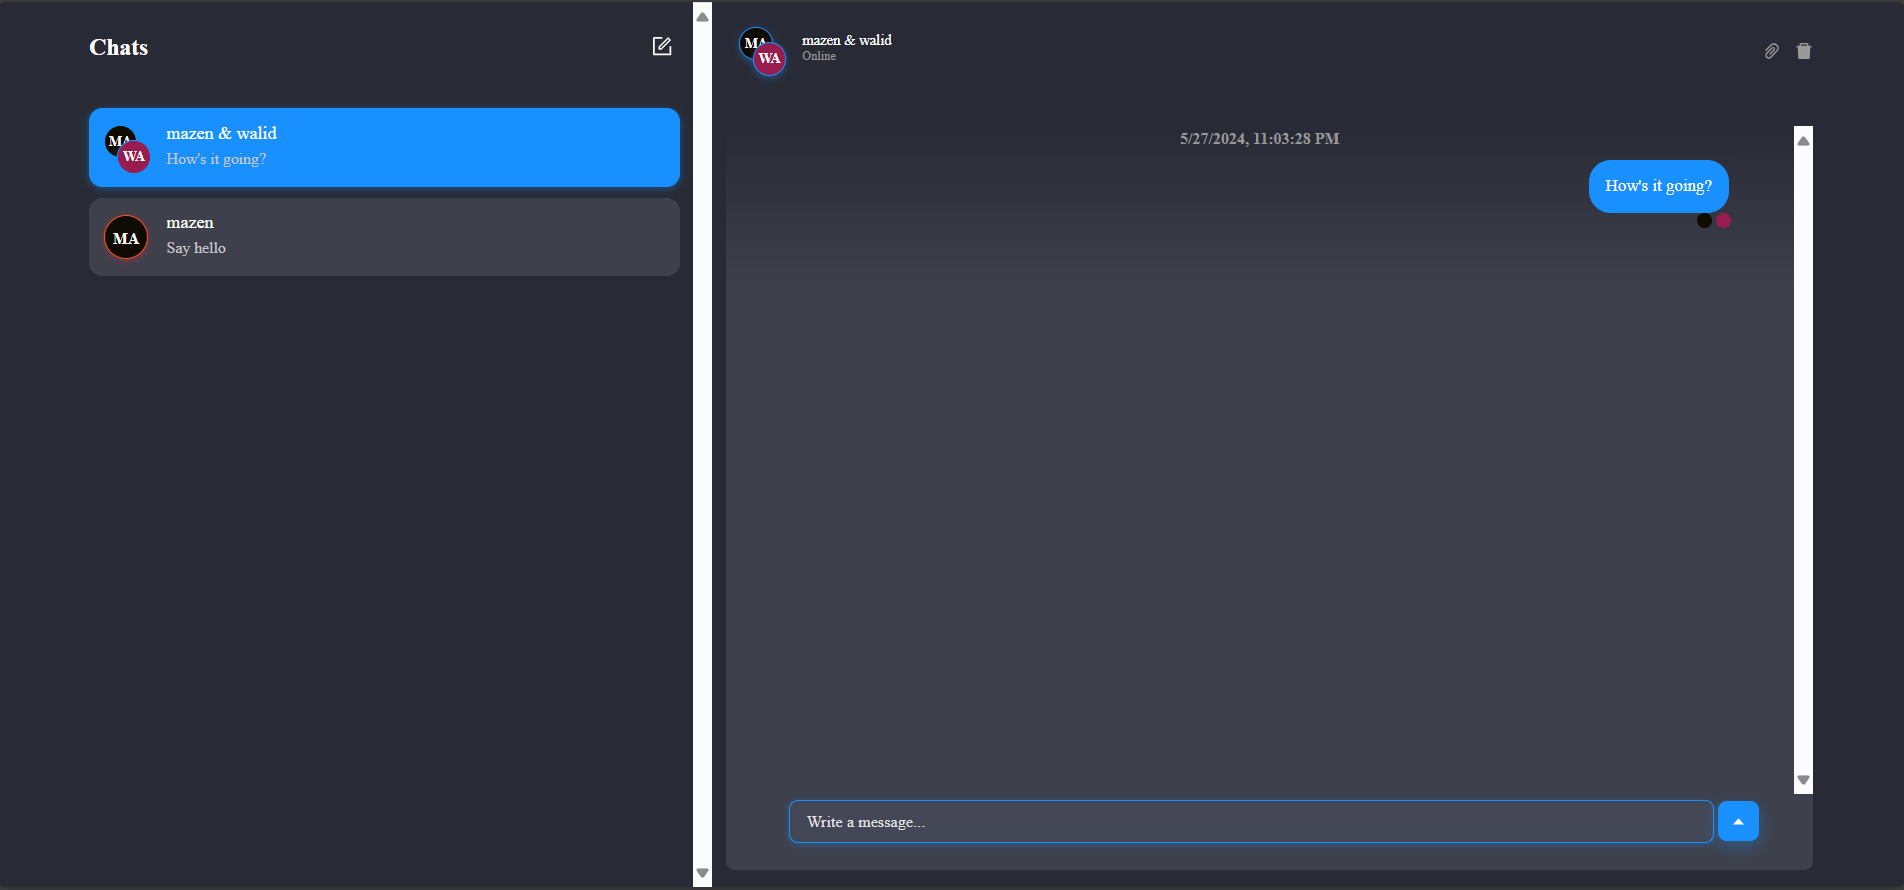 Chats
MA
WA
mazen & walid
How's it going?
MA
mazen
Say hello
MA
WA
mazen & walid
Online
5/27/2024, 11:03:28 PM
How's it going?
Write a message...